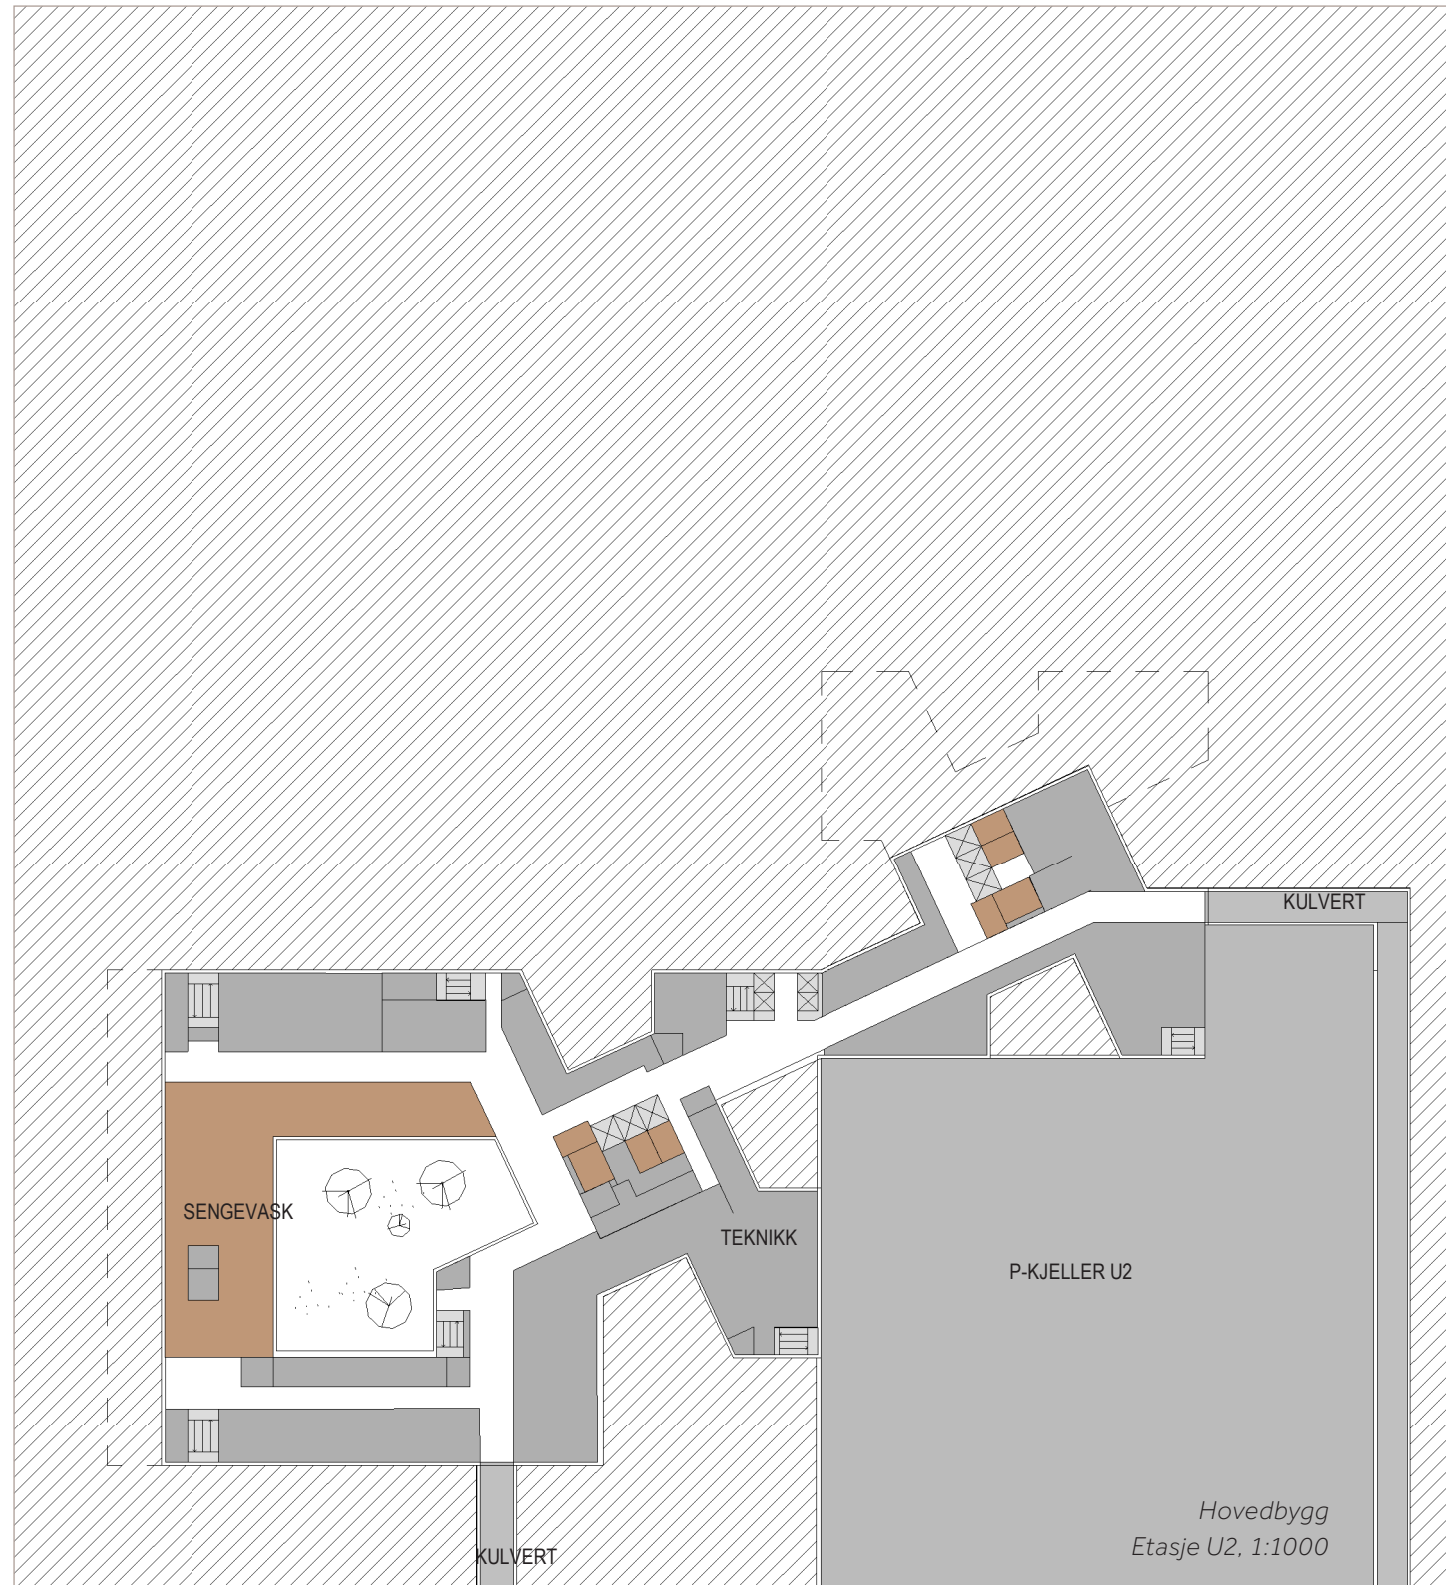 KULVERT
SENGEVASK
TEKNIKK
P-KJELLER U2
KULVERT
Hovedbygg
Etasje U2, 1:1000